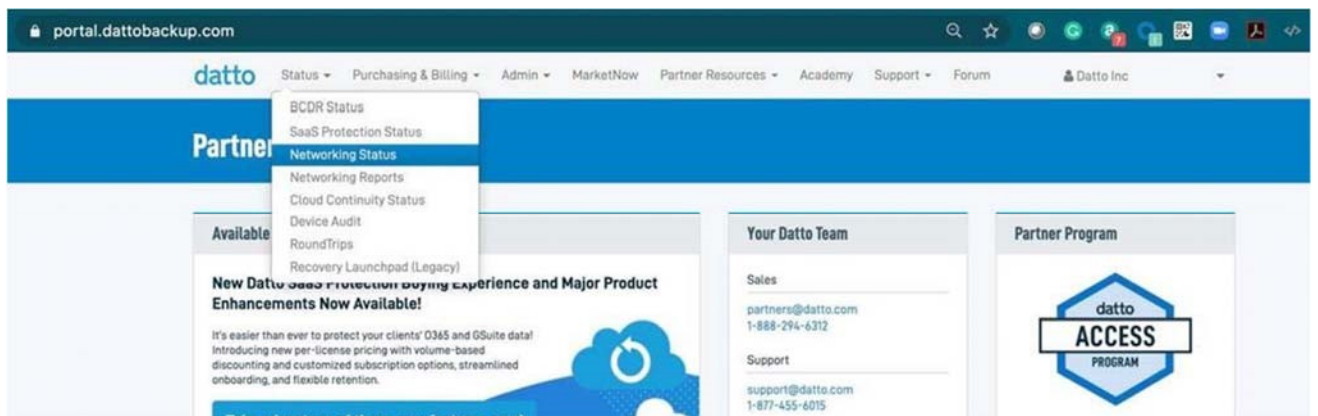 portal.dattobackup.com
datto Status Purchasing & Billing Admin MarketNow Partner Resources Academy Support Forum Datto Inc
BCDR Status
SaaS Protection Status
Partner
Networking Status
Networking Reports
Cloud Continuity Status
Device Audit
RoundTrips
Recovery Launchpad (Legacy)
Available
New Datto SaaS Protection Buying Experience and Major Product
Enhancements Now Available!
It's easier than ever to protect your clients' O365 and GSuite data!
Introducing new per-license pricing with volume-based
discounting and customized subscription options, streamlined
onboarding, and flexible retention.
Your Datto Team
Sales
partners@datto.com
1-888-294-6312
Support
support@datto.com
1-877-455-6015
Partner Program
datto
ACCESS
PROGRAM